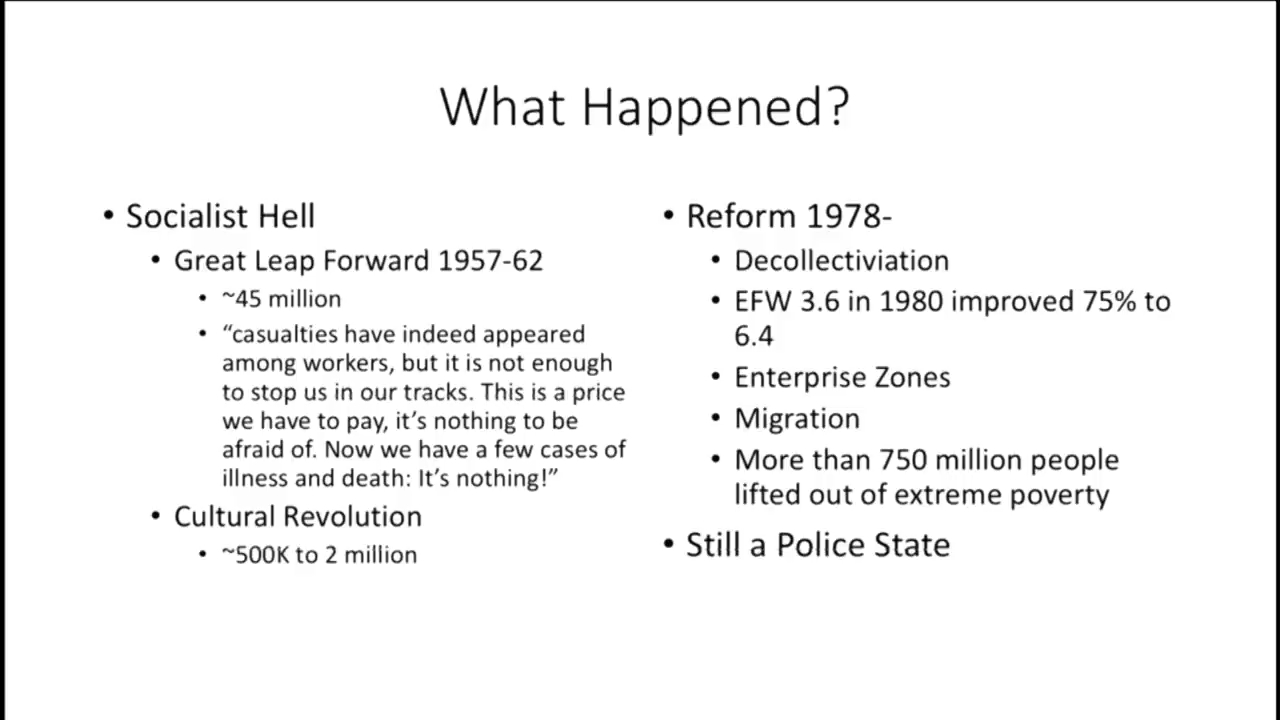 What Happened?
• Socialist Hell
• Great Leap Forward 1957-62
• ~45 million
• “casualties have indeed appeared
among workers, but it is not enough
to stop us in our tracks. This is a price
we have to pay, it’s nothing to be
afraid of. Now we have a few cases of
illness and death: It’s nothing!”
• Cultural Revolution
• ~500K to 2 million
• Reform 1978-
• Decollectiviation
• EFW 3.6 in 1980 improved 75% to
6.4
• Enterprise Zones
• Migration
• More than 750 million people
lifted out of extreme poverty
• Still a Police State